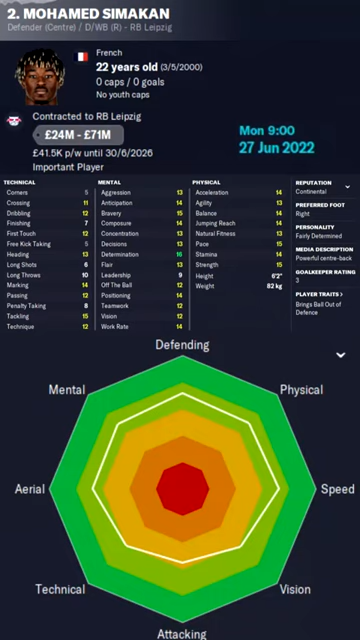 2. MOHAMED SIMAKAN
Defender (Centre) / D/WB (R) - RB Leipzig
French
22 years old (3/5/2000)
0 caps / 0 goals
No youth caps
Contracted to RB Leipzig
£24M - £71M
£41.5K p/w until 30/6/2026
Important Player
Mon 9:00
27 Jun 2022
TECHNICAL
Corners 5
Crossing 11
Dribbling 12
Finishing 7
First Touch 12
Free Kick Taking 5
Heading 13
Long Shots 6
Long Throws 10
Marking 14
Passing 12
Penalty Taking 8
Tackling 15
Technique 12
MENTAL
Aggression 13
Anticipation 14
Bravery 15
Composure 14
Concentration 13
Decisions 13
Determination 16
Flair 13
Leadership 9
Off The Ball 12
Positioning 14
Teamwork 12
Vision 12
Work Rate 14
PHYSICAL
Acceleration 14
Agility 13
Balance 14
Jumping Reach 14
Natural Fitness 13
Pace 15
Stamina 14
Strength 15
Height 6'2"
Weight 82 kg
REPUTATION
Continental
PREFERRED FOOT
Right
PERSONALITY
Fairly Determined
MEDIA DESCRIPTION
Powerful centre-back
GOALKEEPER RATING
3
PLAYER TRAITS >
Brings Ball Out of
Defence
Defending
Physical
Speed
Vision
Attacking
Technical
Aerial
Mental